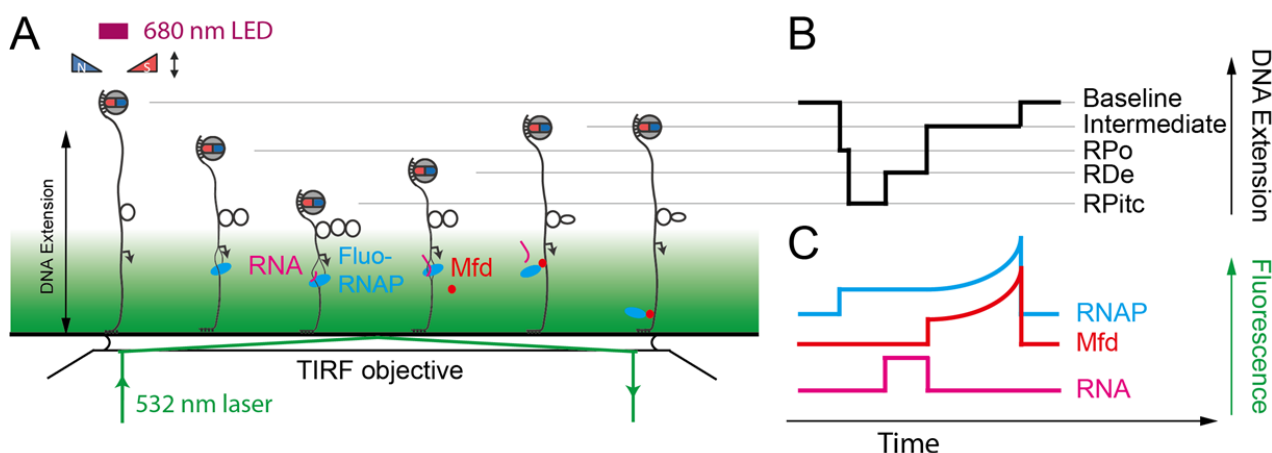 A
680 nm LED
N
S
DNA Extension
RNA
Fluo-
RNAP
Mfd
TIRF objective
532 nm laser
B
Baseline
Intermediate
RPo
RDe
RPitc
DNA Extension
C
RNAP
Mfd
RNA
Fluorescence
Time